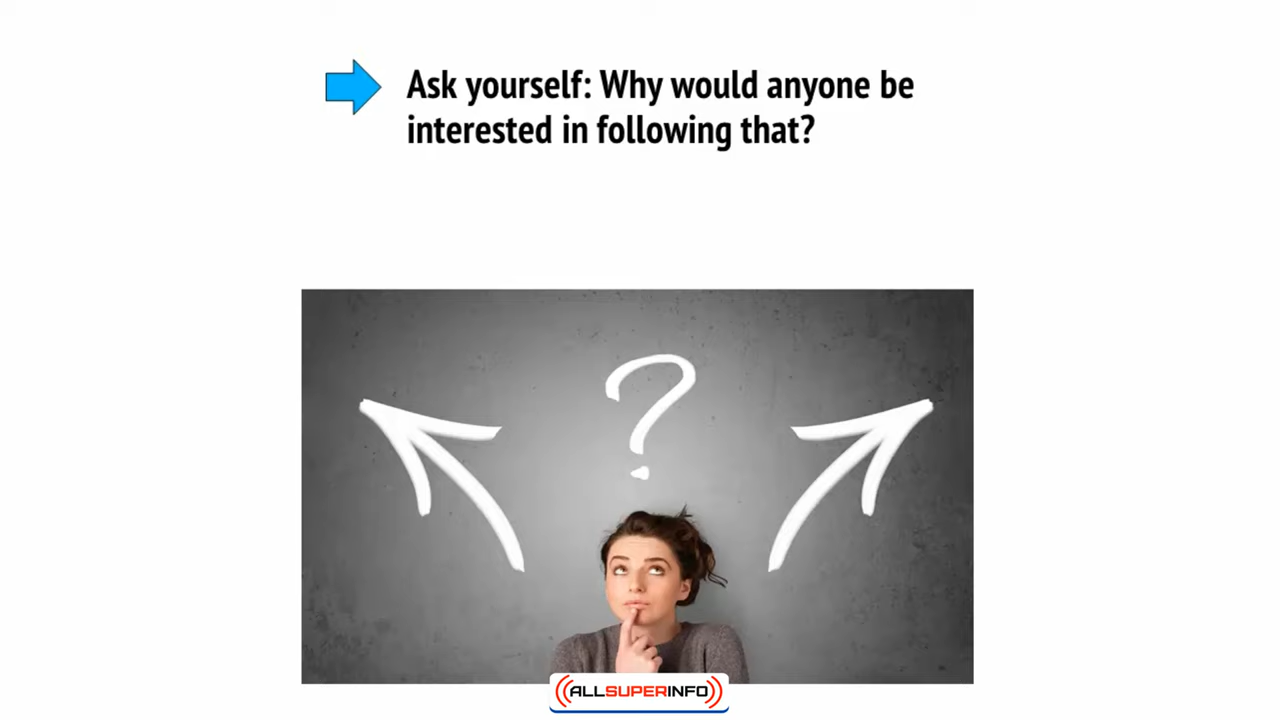 Ask yourself: Why would anyone be
interested in following that?
?
ALLSUPERINFO